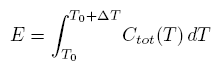 E = \int_{T_0}^{T_0+\Delta T} C_{tot}(T)\,dT